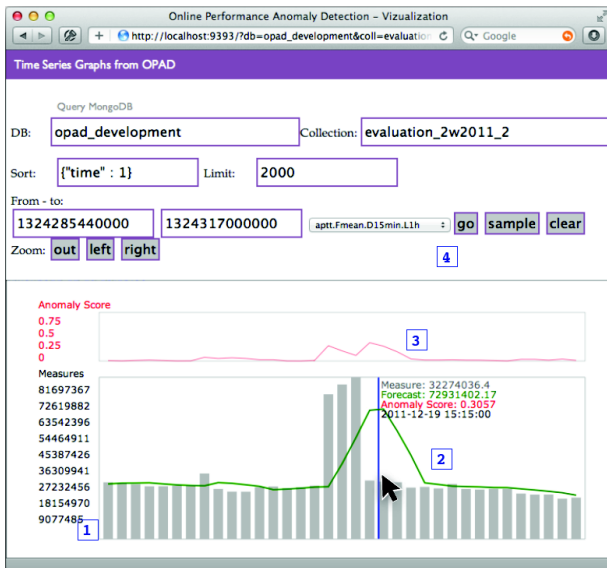 Online Performance Anomaly Detection – Vizualization
http://localhost:9393/?db=opad_development&coll=evaluation
Google
Time Series Graphs from OPAD
Query MongoDB
DB: opad_development Collection: evaluation_2w2011_2
Sort: {"time" : 1} Limit: 2000
From - to:
1324285440000 1324317000000 aptt.Fmean.D15min.L1h go sample clear
Zoom: out left right
4
Anomaly Score
0.75
0.5
0.25
0
3
Measures
81697367
72619882
63542396
54464911
45387426
36309941
27232456
18154970
9077485
Measure: 32274036.4
Forecast: 72931402.17
Anomaly Score: 0.3057
2011-12-19 15:15:00
2
1